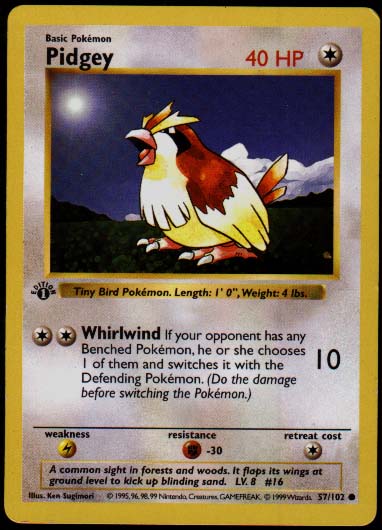 Basic Pokémon
Pidgey 40 HP
EDITION
1
Tiny Bird Pokémon. Length: 1' 0", Weight: 4 lbs.
Whirlwind If your opponent has any
Benched Pokémon, he or she chooses
1 of them and switches it with the
Defending Pokémon. (Do the damage
before switching the Pokémon.)
10
weakness resistance retreat cost
-30
A common sight in forests and woods. It flaps its wings at
ground level to kick up blinding sand. LV. 8 #16
Illus. Ken Sugimori © 1995, 96, 98, 99 Nintendo, Creatures, GAMEFREAK. © 1999 Wizards. 57/102